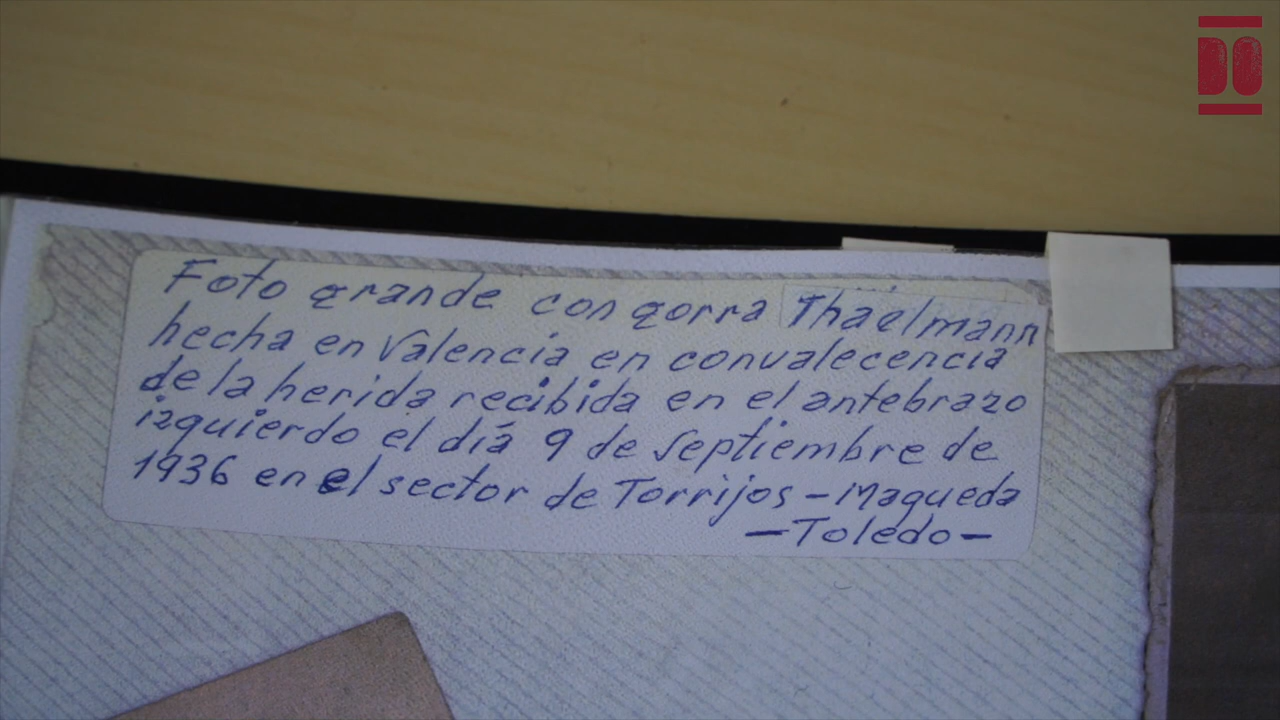 DO
Foto grande con gorra Thaelmann
hecha en Valencia en convalecencia
de la herida recibida en el antebrazo
izquierdo el día 9 de Septiembre de
1936 en el sector de Torrijos - Maqueda
- Toledo -